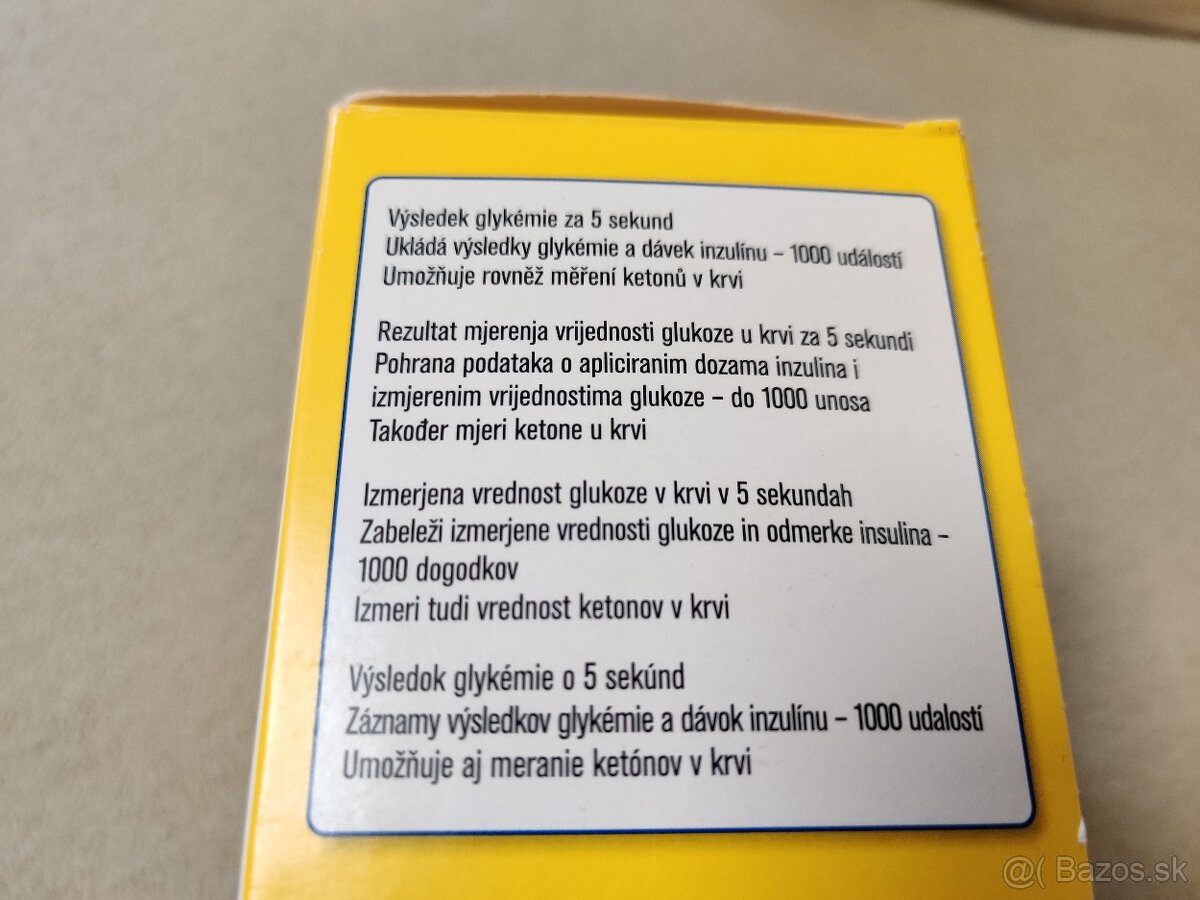 Výsledek glykémie za 5 sekund
Ukládá výsledky glykémie a dávek inzulínu – 1000 událostí
Umožňuje rovněž měření ketonů v krvi
Rezultat mjerenja vrijednosti glukoze u krvi za 5 sekundi
Pohrana podataka o apliciranim dozama inzulina i
izmjerenim vrijednostima glukoze – do 1000 unosa
Također mjeri ketone u krvi
Izmerjena vrednost glukoze v krvi v 5 sekundah
Zabeleži izmerjene vrednosti glukoze in odmerke insulina –
1000 dogodkov
Izmeri tudi vrednost ketonov v krvi
Výsledok glykémie o 5 sekúnd
Záznamy výsledkov glykémie a dávok inzulínu – 1000 udalostí
Umožňuje aj meranie ketónov v krvi
@( Bazos.sk